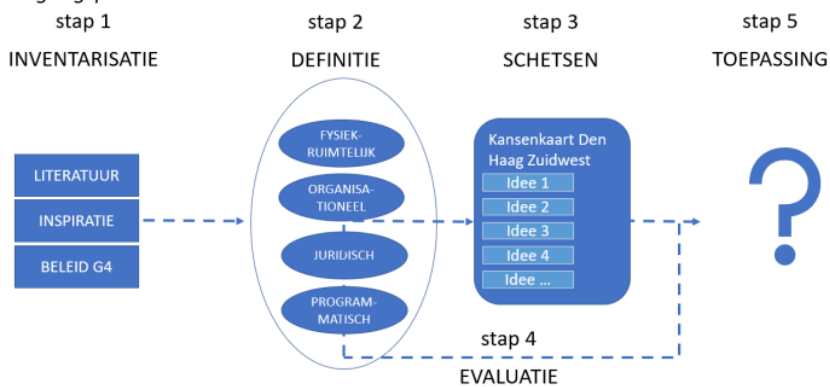 stap 1
INVENTARISATIE
LITERATUUR
INSPIRATIE
BELEID G4
stap 2
DEFINITIE
FYSIEK-
RUIMTELIJK
ORGANISA-
TIONEEL
JURIDISCH
PROGRAM-
MATISCH
stap 3
SCHETSEN
Kansenkaart Den
Haag Zuidwest
Idee 1
Idee 2
Idee 3
Idee 4
Idee ...
stap 4
EVALUATIE
stap 5
TOEPASSING
?